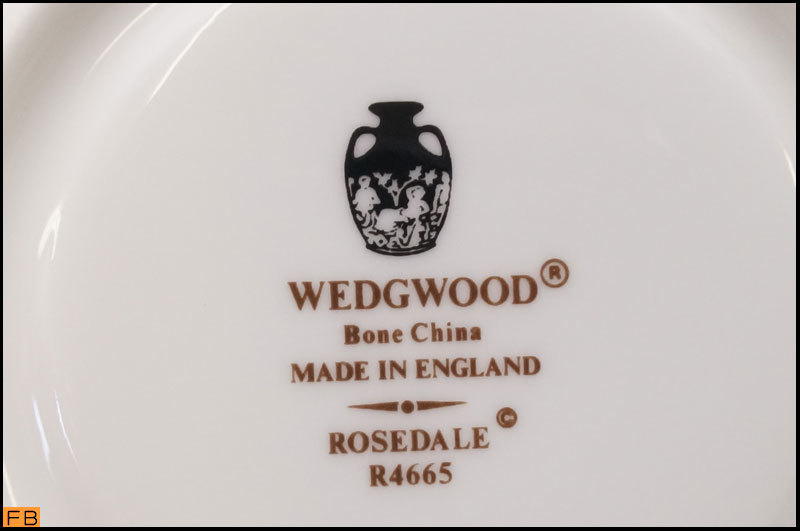 WEDGWOOD®
Bone China
MADE IN ENGLAND
ROSEDALE ©
R4665
FB